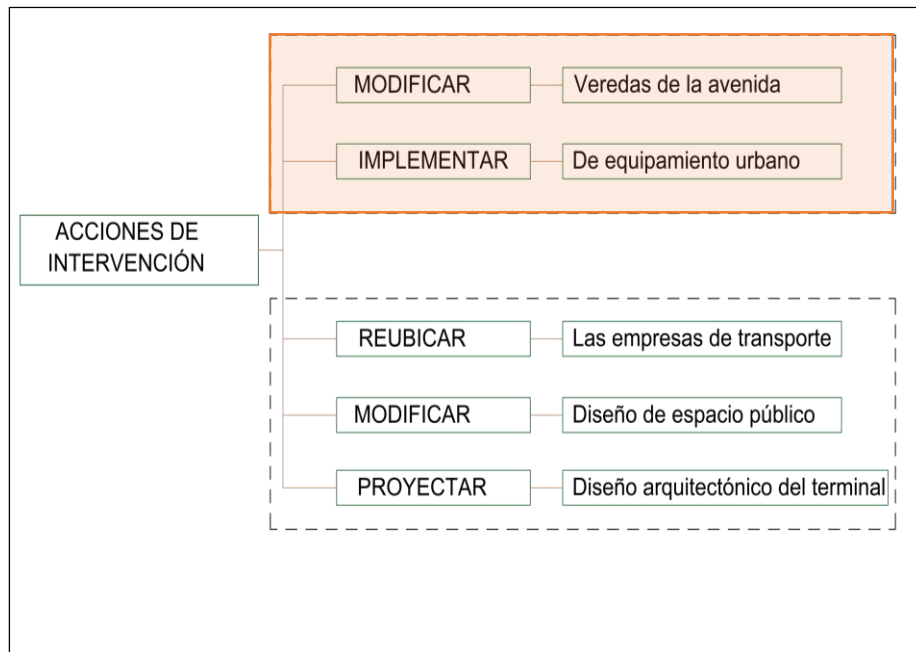 MODIFICAR
Veredas de la avenida
IMPLEMENTAR
De equipamiento urbano
ACCIONES DE
INTERVENCIÓN
REUBICAR
Las empresas de transporte
MODIFICAR
Diseño de espacio público
PROYECTAR
Diseño arquitectónico del terminal